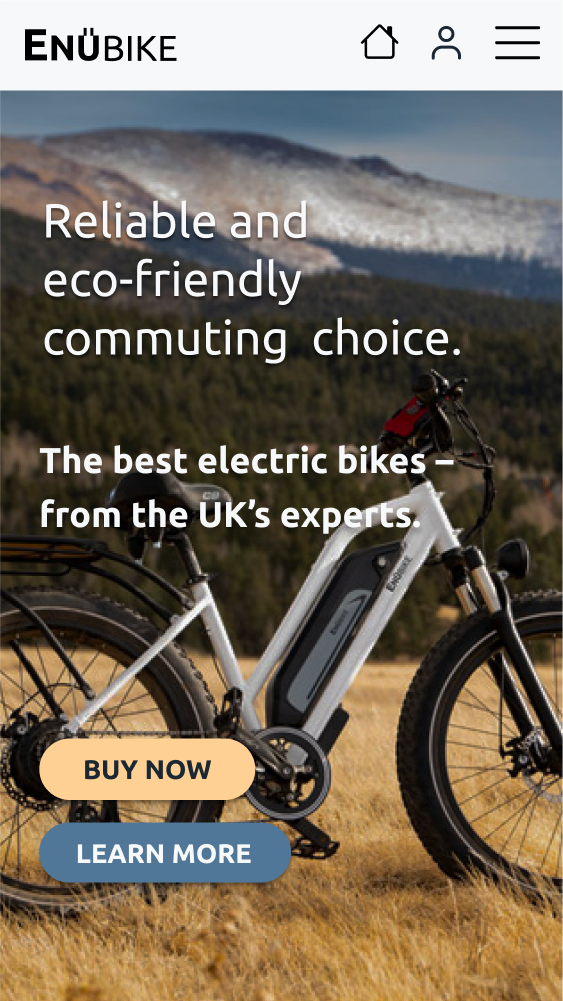 ENÜBIKE
Reliable and
eco-friendly
commuting  choice.
The best electric bikes –
from the UK’s experts.
ENÜBIKE
BUY NOW
LEARN MORE